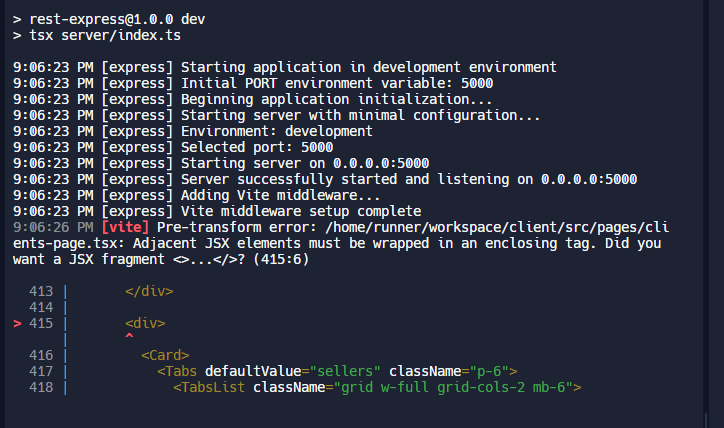 > rest-express@1.0.0 dev
> tsx server/index.ts
9:06:23 PM [express] Starting application in development environment
9:06:23 PM [express] Initial PORT environment variable: 5000
9:06:23 PM [express] Beginning application initialization...
9:06:23 PM [express] Starting server with minimal configuration...
9:06:23 PM [express] Environment: development
9:06:23 PM [express] Selected port: 5000
9:06:23 PM [express] Starting server on 0.0.0.0:5000
9:06:23 PM [express] Server successfully started and listening on 0.0.0.0:5000
9:06:23 PM [express] Adding Vite middleware...
9:06:23 PM [express] Vite middleware setup complete
9:06:26 PM [vite] Pre-transform error: /home/runner/workspace/client/src/pages/cli
ents-page.tsx: Adjacent JSX elements must be wrapped in an enclosing tag. Did you
want a JSX fragment <>...</>? (415:6)
  413 |       </div>
  414 |
> 415 |       <div>
      |       ^
  416 |         <Card>
  417 |           <Tabs defaultValue="sellers" className="p-6">
  418 |             <TabsList className="grid w-full grid-cols-2 mb-6">